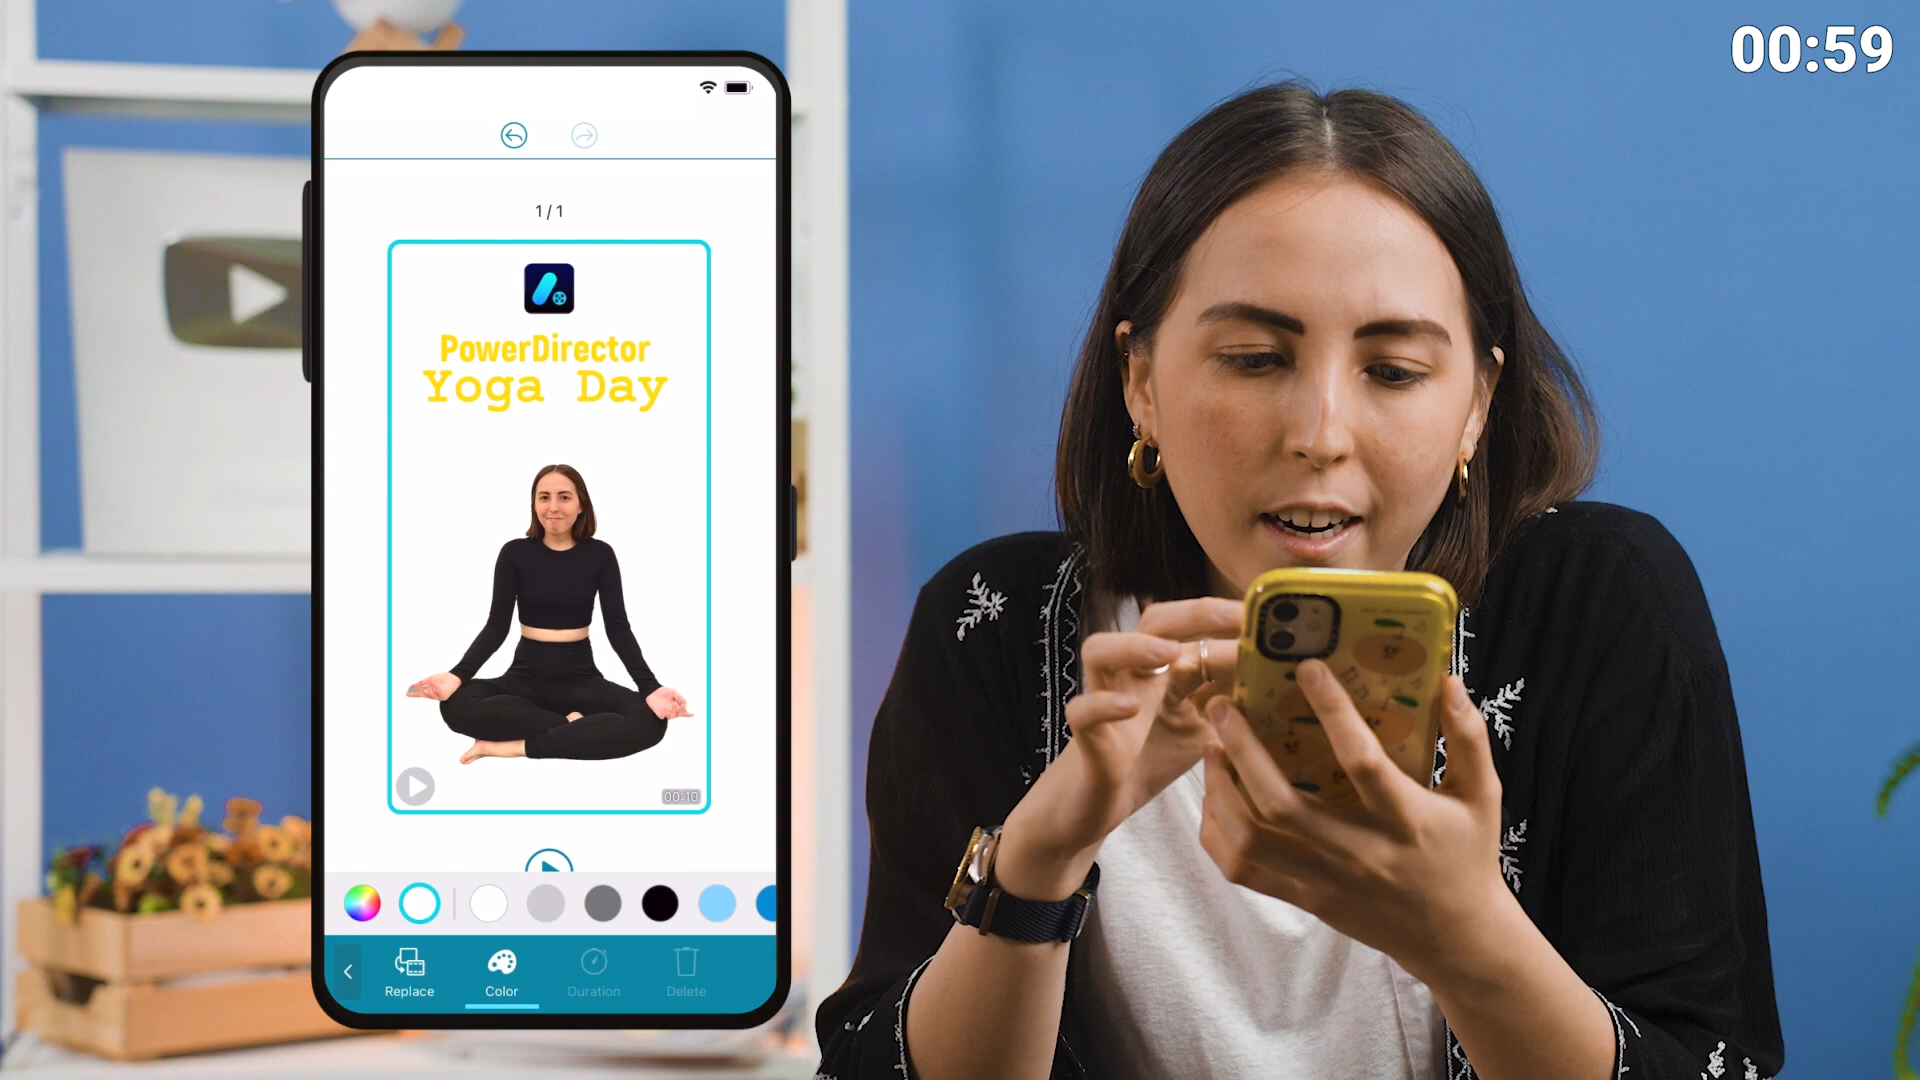 00:59
1/1
PowerDirector
Yoga Day
00:10
Replace
Color
Duration
Delete